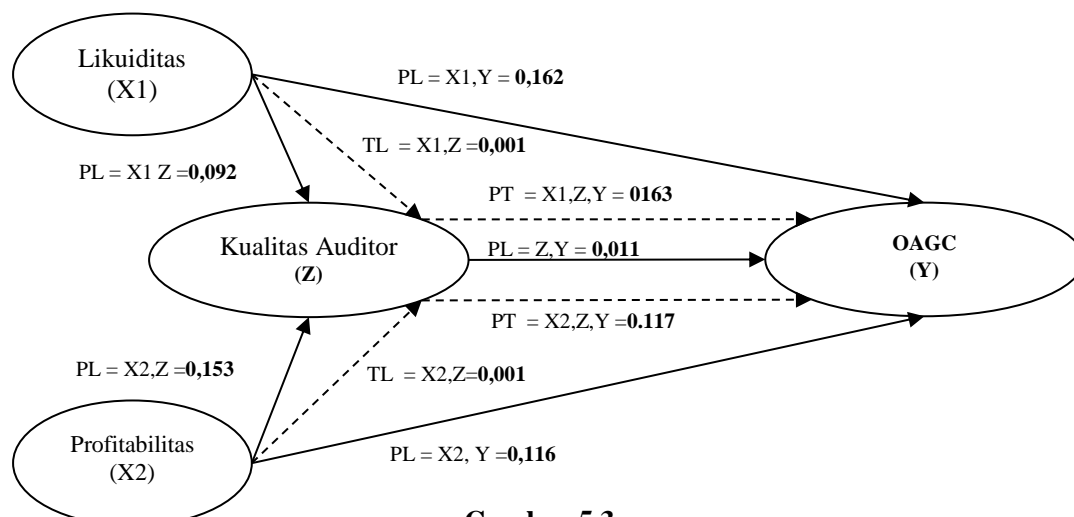 Likuiditas
(X1)
PL = X1,Y = 0,162
TL = X1,Z =0,001
PL = X1 Z =0,092
PT = X1,Z,Y = 0163
Kualitas Auditor
(Z)
PL = Z,Y = 0,011
OAGC
(Y)
PT = X2,Z,Y =0.117
PL = X2,Z =0,153
TL = X2,Z=0,001
Profitabilitas
(X2)
PL = X2, Y =0,116